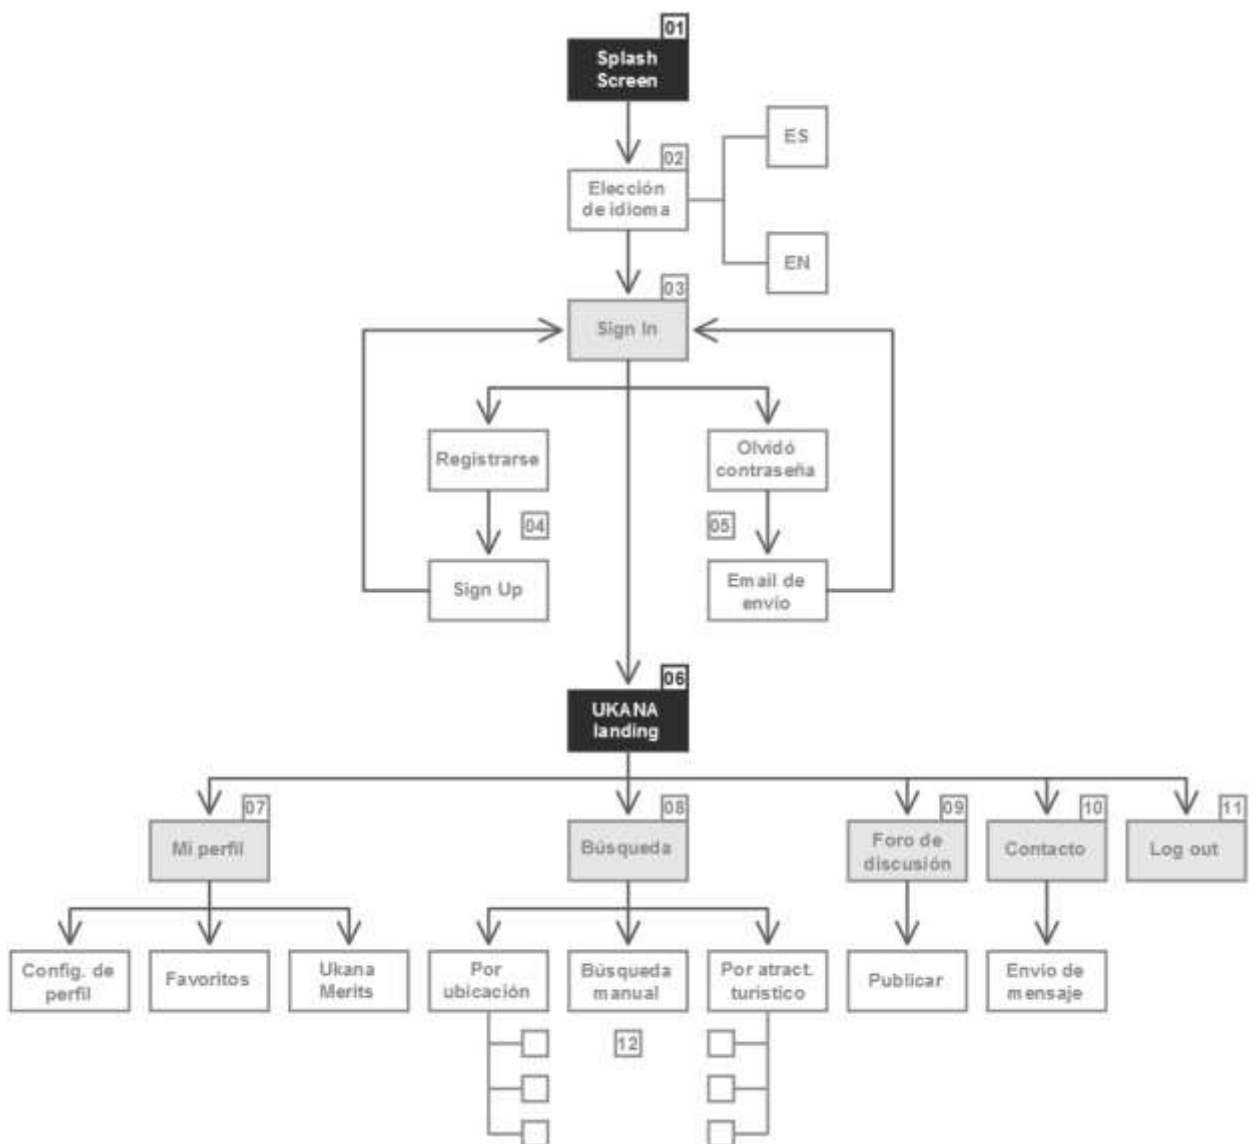 01
Splash
Screen
02
Elección
de idioma
ES
EN
03
Sign In
Registrarse
Olvidó
contraseña
04
05
Sign Up
Email de
envío
06
UKANA
landing
07
08
09
10
11
Mi perfil
Búsqueda
Foro de
discusión
Contacto
Log out
Config. de
perfil
Favoritos
Ukana
Merits
Por
ubicación
Búsqueda
manual
Por atract.
turístico
Publicar
Envío de
mensaje
12